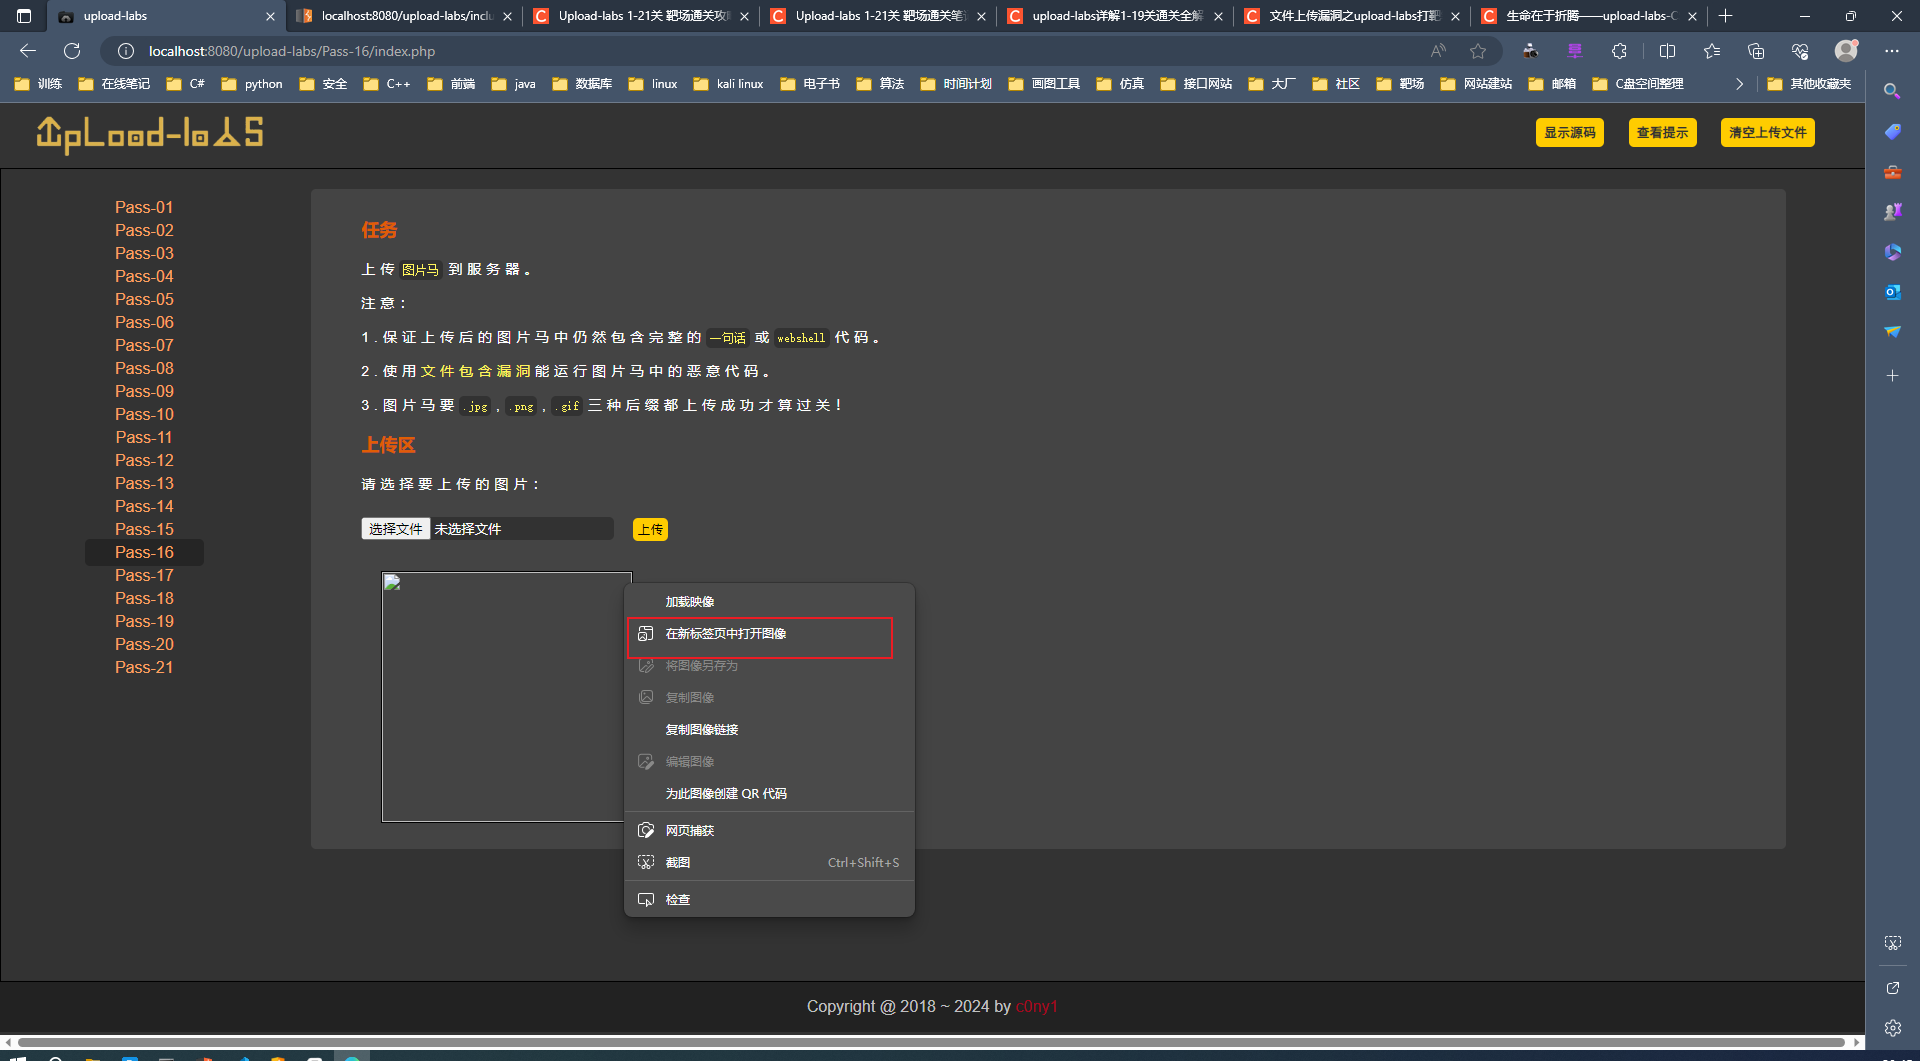 upload-labs
localhost:8080/upload-labs/inclu
Upload-labs 1-21关 靶场通关攻略
Upload-labs 1-21关 靶场通关笔
upload-labs详解1-19关通关全解
文件上传漏洞之upload-labs打靶
生命在于折腾——upload-labs-C
localhost:8080/upload-labs/Pass-16/index.php
训练 在线笔记 C# python 安全 C++ 前端 java 数据库 linux kali linux 电子书 算法 时间计划 画图工具 仿真 接口网站 大厂 社区 靶场 网站建站 邮箱 C盘空间整理 其他收藏夹
UpLoad-labs
显示源码 查看提示 清空上传文件
Pass-01
Pass-02
Pass-03
Pass-04
Pass-05
Pass-06
Pass-07
Pass-08
Pass-09
Pass-10
Pass-11
Pass-12
Pass-13
Pass-14
Pass-15
Pass-16
Pass-17
Pass-18
Pass-19
Pass-20
Pass-21
任务
上传 图片马 到服务器。
注意：
1.保证上传后的图片马中仍然包含完整的 一句话 或 webshell 代码。
2.使用文件包含漏洞能运行图片马中的恶意代码。
3.图片马要 .jpg , .png , .gif 三种后缀都上传成功才算过关！
上传区
请选择要上传的图片：
选择文件 未选择文件 上传
加载映像
在新标签页中打开图像
将图像另存为
复制图像
复制图像链接
编辑图像
为此图像创建 QR 代码
网页捕获
截图 Ctrl+Shift+S
检查
Copyright @ 2018 ~ 2024 by c0ny1